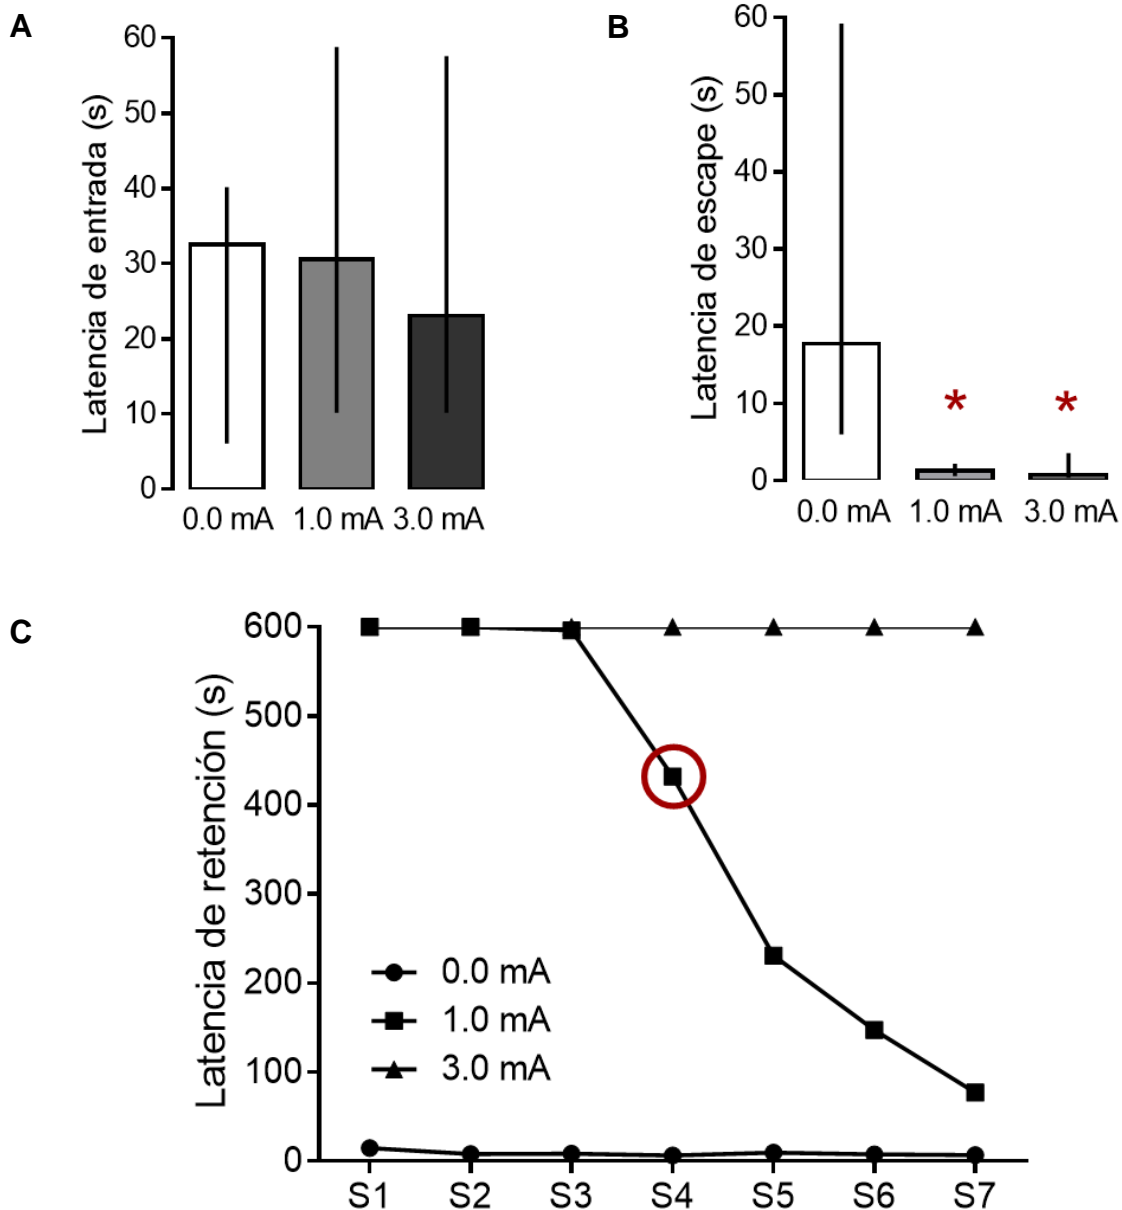 A
Latencia de entrada (s)
60
50
40
30
20
10
0
0.0 mA 1.0 mA 3.0 mA
B
Latencia de escape (s)
60
50
40
30
20
10
0
*
*
0.0 mA 1.0 mA 3.0 mA
C
Latencia de retención (s)
600
500
400
300
200
100
0
0.0 mA
1.0 mA
3.0 mA
S1 S2 S3 S4 S5 S6 S7